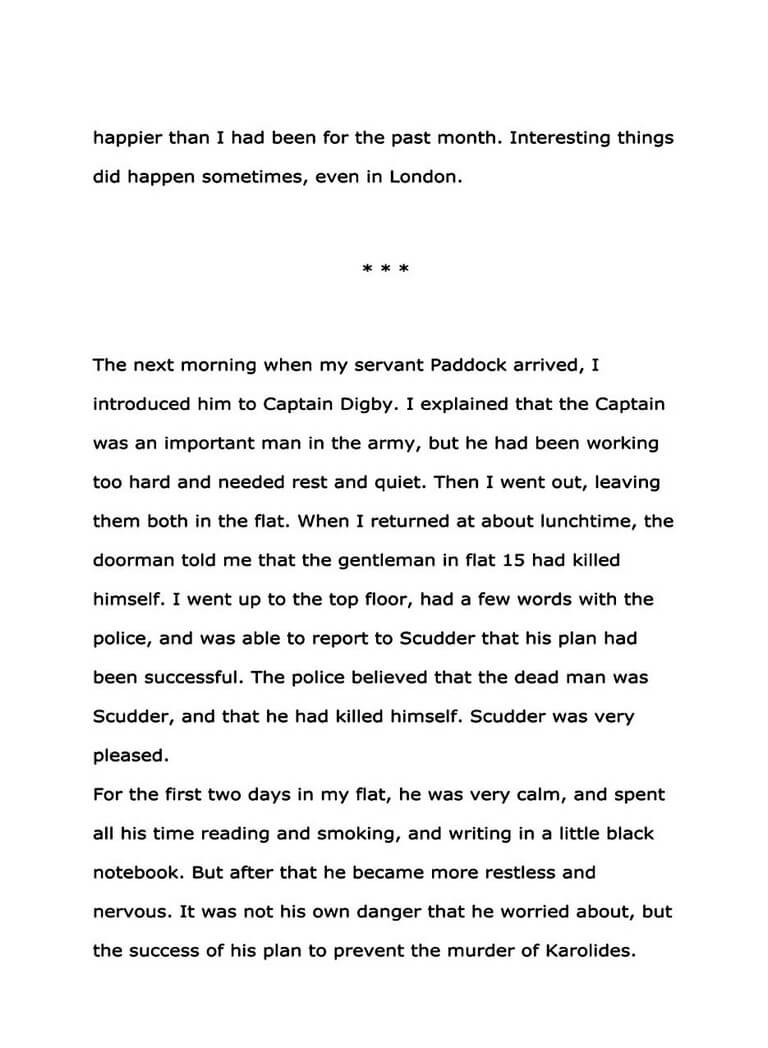 happier than I had been for the past month. Interesting things
did happen sometimes, even in London.
* * *
The next morning when my servant Paddock arrived, I
introduced him to Captain Digby. I explained that the Captain
was an important man in the army, but he had been working
too hard and needed rest and quiet. Then I went out, leaving
them both in the flat. When I returned at about lunchtime, the
doorman told me that the gentleman in flat 15 had killed
himself. I went up to the top floor, had a few words with the
police, and was able to report to Scudder that his plan had
been successful. The police believed that the dead man was
Scudder, and that he had killed himself. Scudder was very
pleased.
For the first two days in my flat, he was very calm, and spent
all his time reading and smoking, and writing in a little black
notebook. But after that he became more restless and
nervous. It was not his own danger that he worried about, but
the success of his plan to prevent the murder of Karolides.